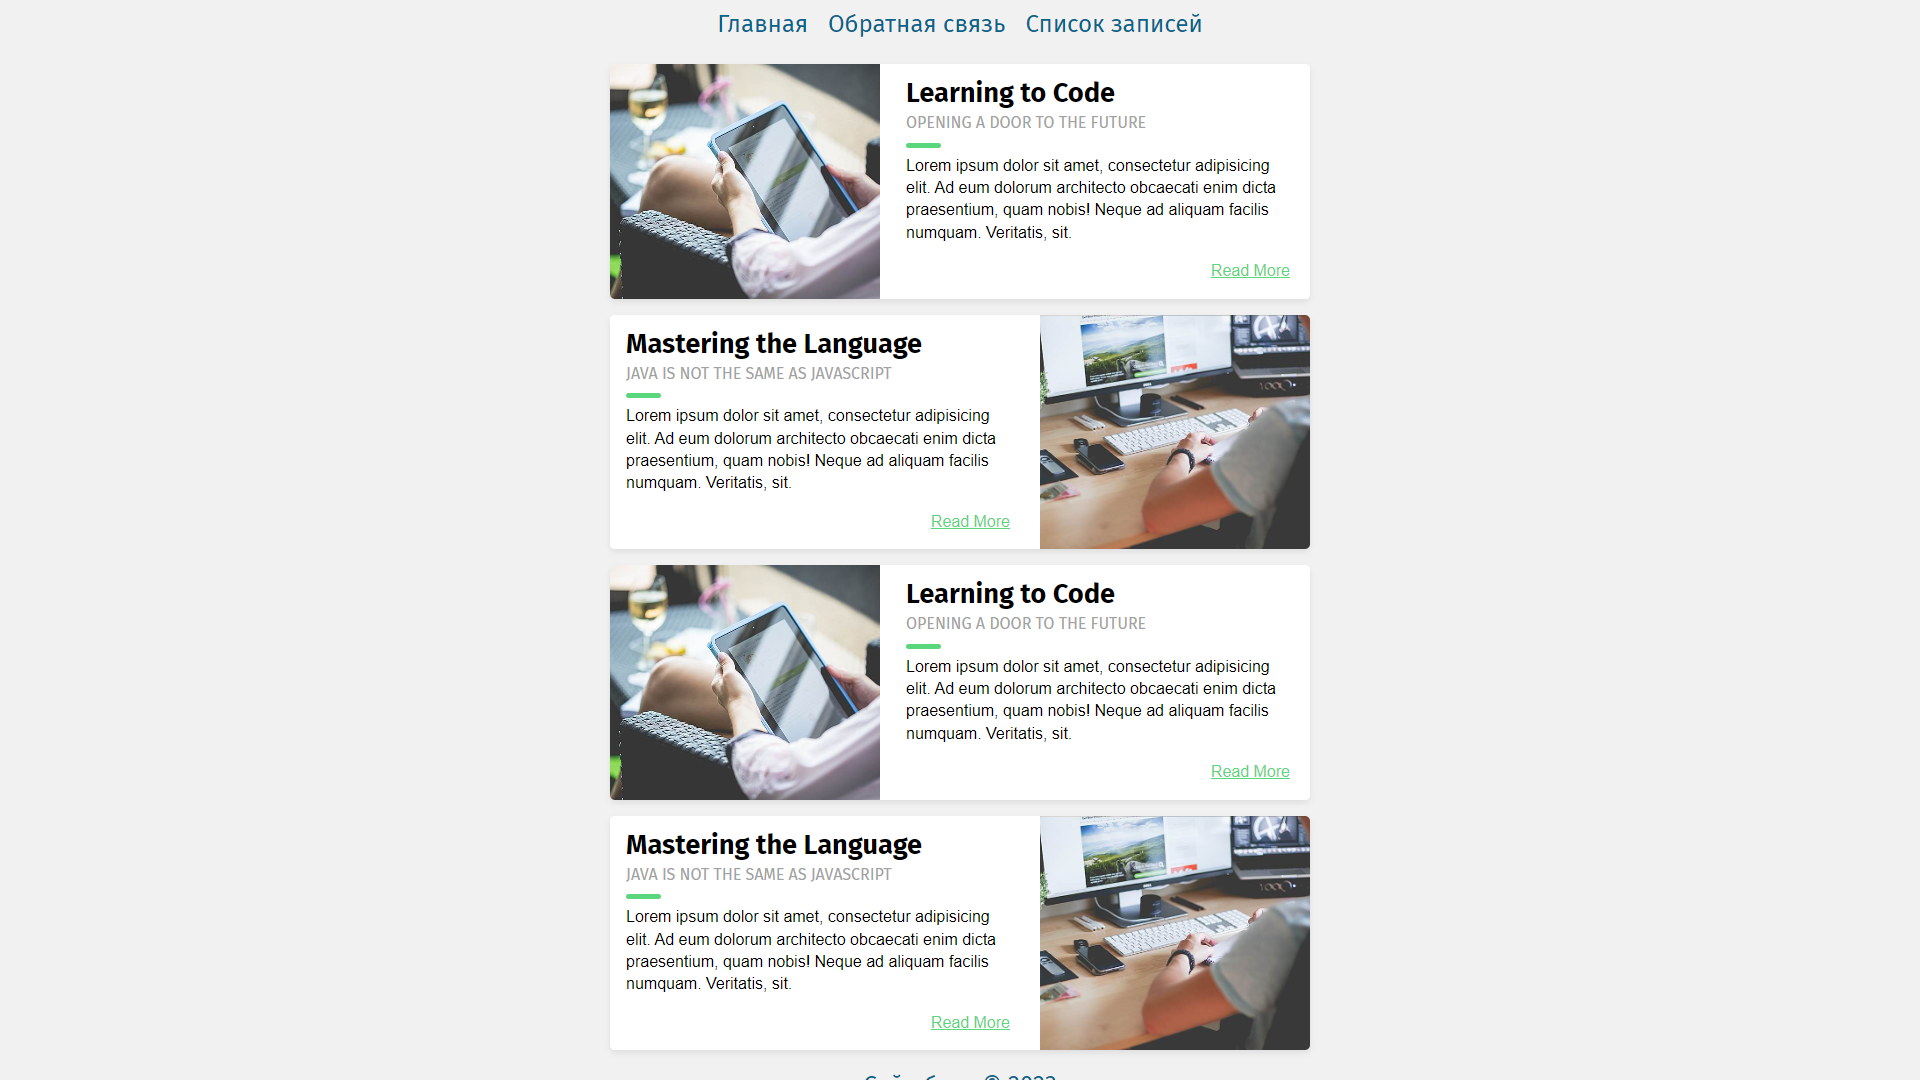 Главная Обратная связь Список записей
Learning to Code
OPENING A DOOR TO THE FUTURE
Lorem ipsum dolor sit amet, consectetur adipisicing
elit. Ad eum dolorum architecto obcaecati enim dicta
praesentium, quam nobis! Neque ad aliquam facilis
numquam. Veritatis, sit.
Read More
Mastering the Language
JAVA IS NOT THE SAME AS JAVASCRIPT
Lorem ipsum dolor sit amet, consectetur adipisicing
elit. Ad eum dolorum architecto obcaecati enim dicta
praesentium, quam nobis! Neque ad aliquam facilis
numquam. Veritatis, sit.
Read More
Learning to Code
OPENING A DOOR TO THE FUTURE
Lorem ipsum dolor sit amet, consectetur adipisicing
elit. Ad eum dolorum architecto obcaecati enim dicta
praesentium, quam nobis! Neque ad aliquam facilis
numquam. Veritatis, sit.
Read More
Mastering the Language
JAVA IS NOT THE SAME AS JAVASCRIPT
Lorem ipsum dolor sit amet, consectetur adipisicing
elit. Ad eum dolorum architecto obcaecati enim dicta
praesentium, quam nobis! Neque ad aliquam facilis
numquam. Veritatis, sit.
Read More